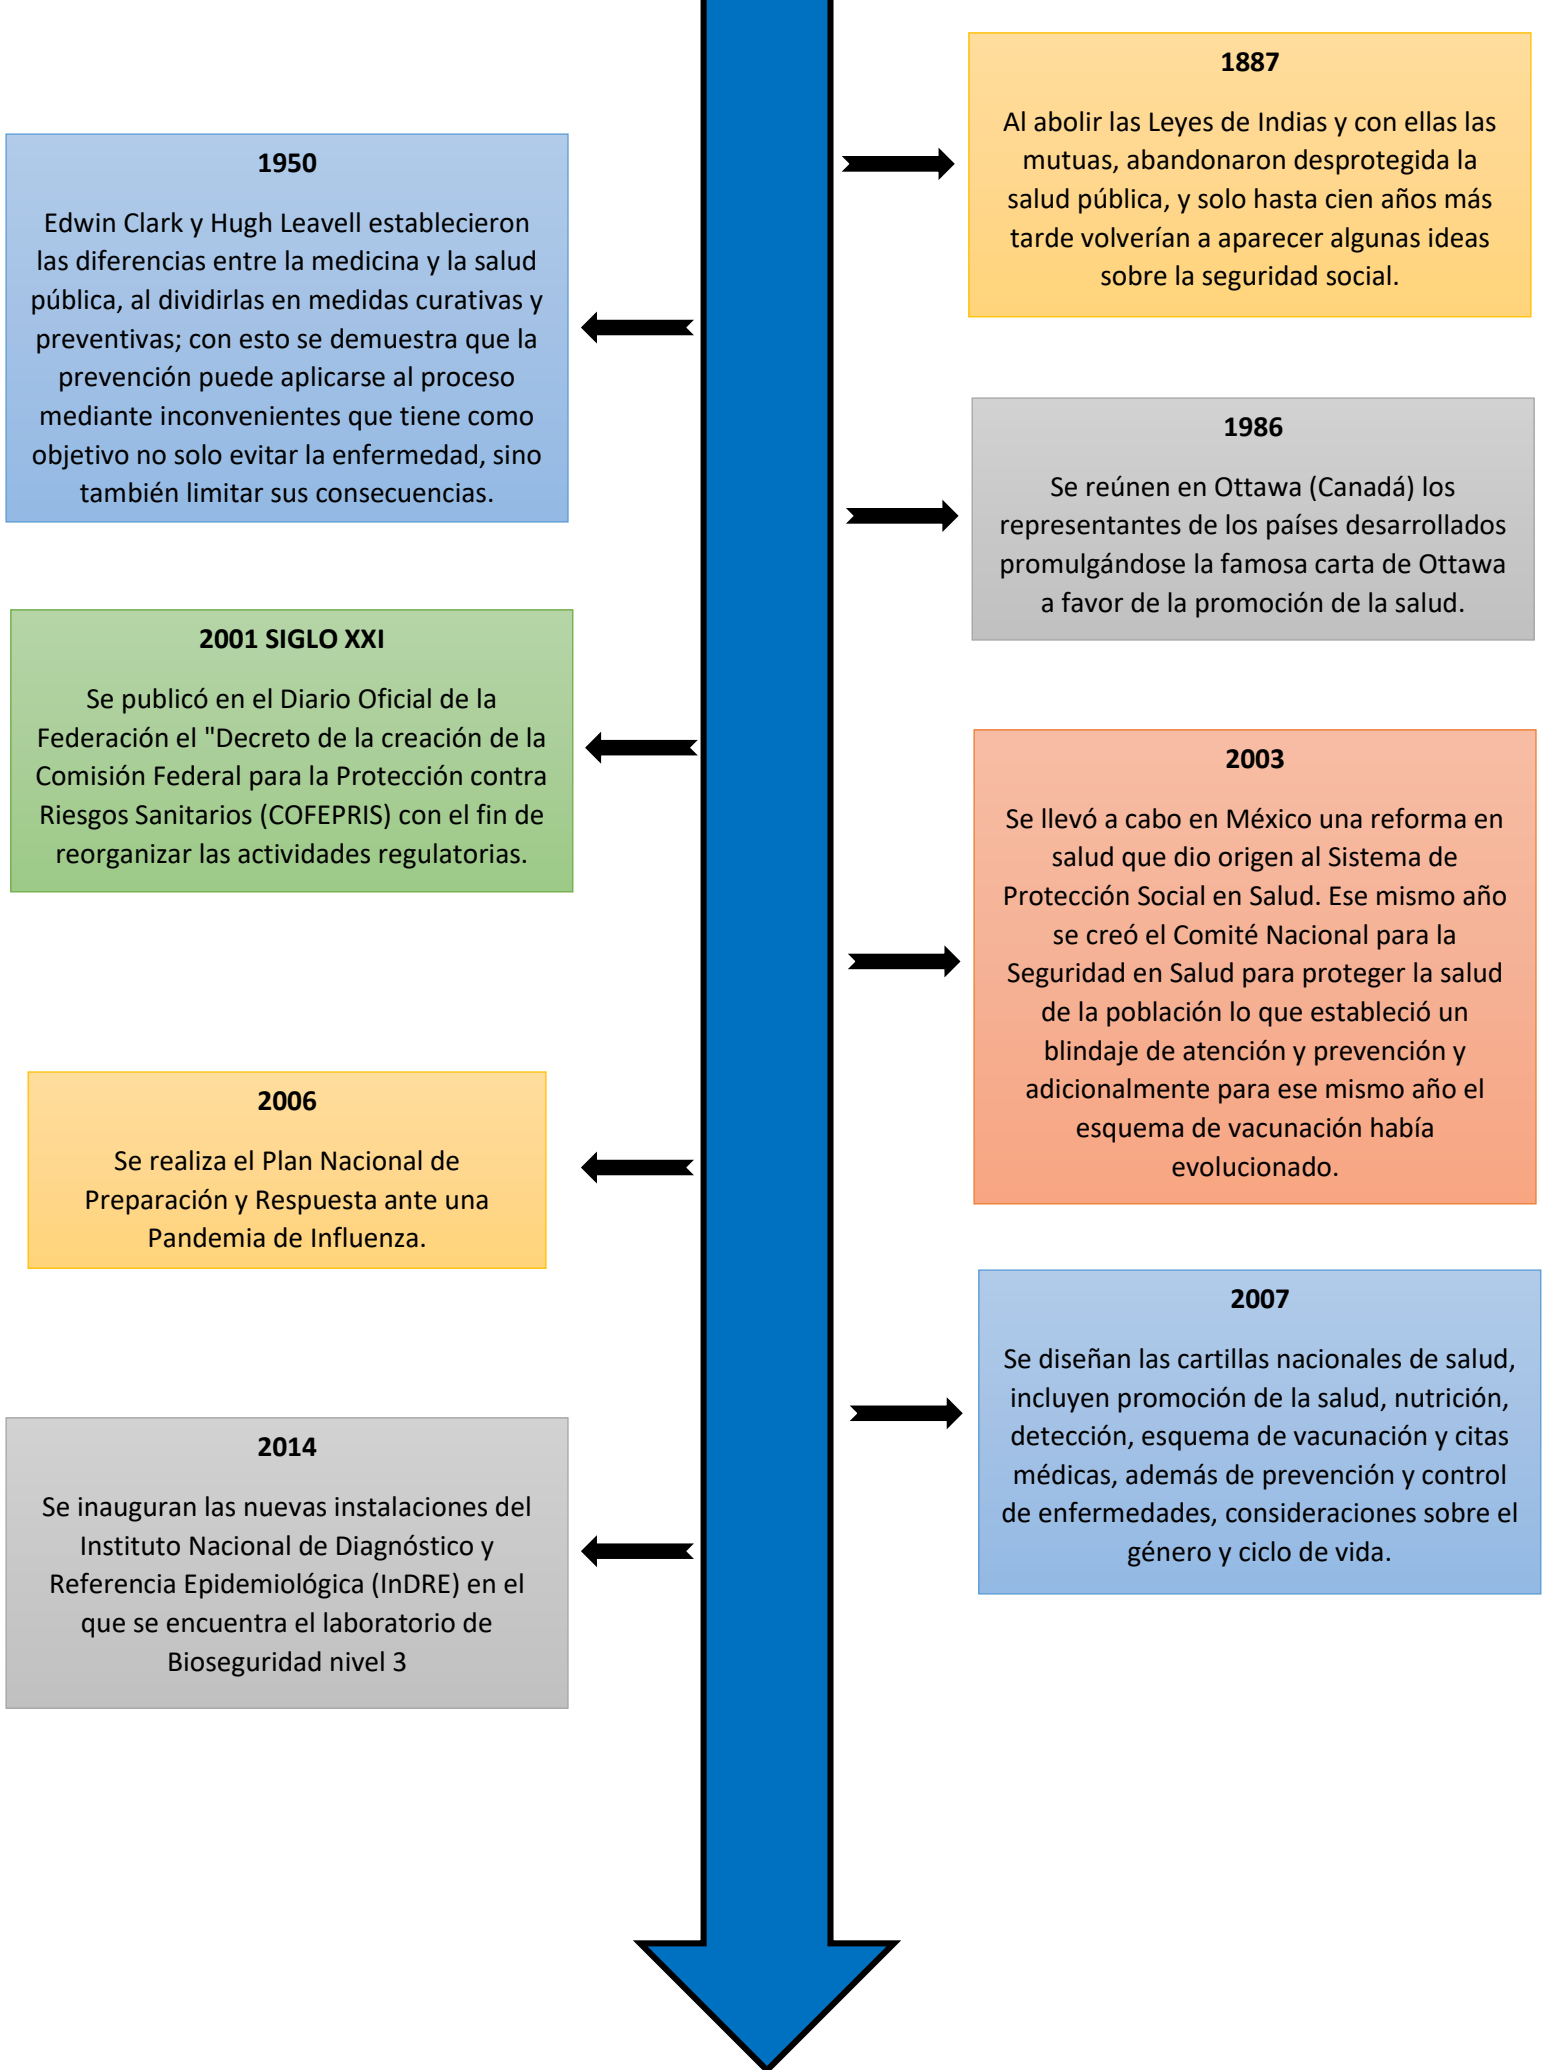 1887
Al abolir las Leyes de Indias y con ellas las
mutuas, abandonaron desprotegida la
salud pública, y solo hasta cien años más
tarde volverían a aparecer algunas ideas
sobre la seguridad social.
1950
Edwin Clark y Hugh Leavell establecieron
las diferencias entre la medicina y la salud
pública, al dividirlas en medidas curativas y
preventivas; con esto se demuestra que la
prevención puede aplicarse al proceso
mediante inconvenientes que tiene como
objetivo no solo evitar la enfermedad, sino
también limitar sus consecuencias.
1986
Se reúnen en Ottawa (Canadá) los
representantes de los países desarrollados
promulgándose la famosa carta de Ottawa
a favor de la promoción de la salud.
2001 SIGLO XXI
Se publicó en el Diario Oficial de la
Federación el "Decreto de la creación de la
Comisión Federal para la Protección contra
Riesgos Sanitarios (COFEPRIS) con el fin de
reorganizar las actividades regulatorias.
2003
Se llevó a cabo en México una reforma en
salud que dio origen al Sistema de
Protección Social en Salud. Ese mismo año
se creó el Comité Nacional para la
Seguridad en Salud para proteger la salud
de la población lo que estableció un
blindaje de atención y prevención y
adicionalmente para ese mismo año el
esquema de vacunación había
evolucionado.
2006
Se realiza el Plan Nacional de
Preparación y Respuesta ante una
Pandemia de Influenza.
2007
Se diseñan las cartillas nacionales de salud,
incluyen promoción de la salud, nutrición,
detección, esquema de vacunación y citas
médicas, además de prevención y control
de enfermedades, consideraciones sobre el
género y ciclo de vida.
2014
Se inauguran las nuevas instalaciones del
Instituto Nacional de Diagnóstico y
Referencia Epidemiológica (InDRE) en el
que se encuentra el laboratorio de
Bioseguridad nivel 3